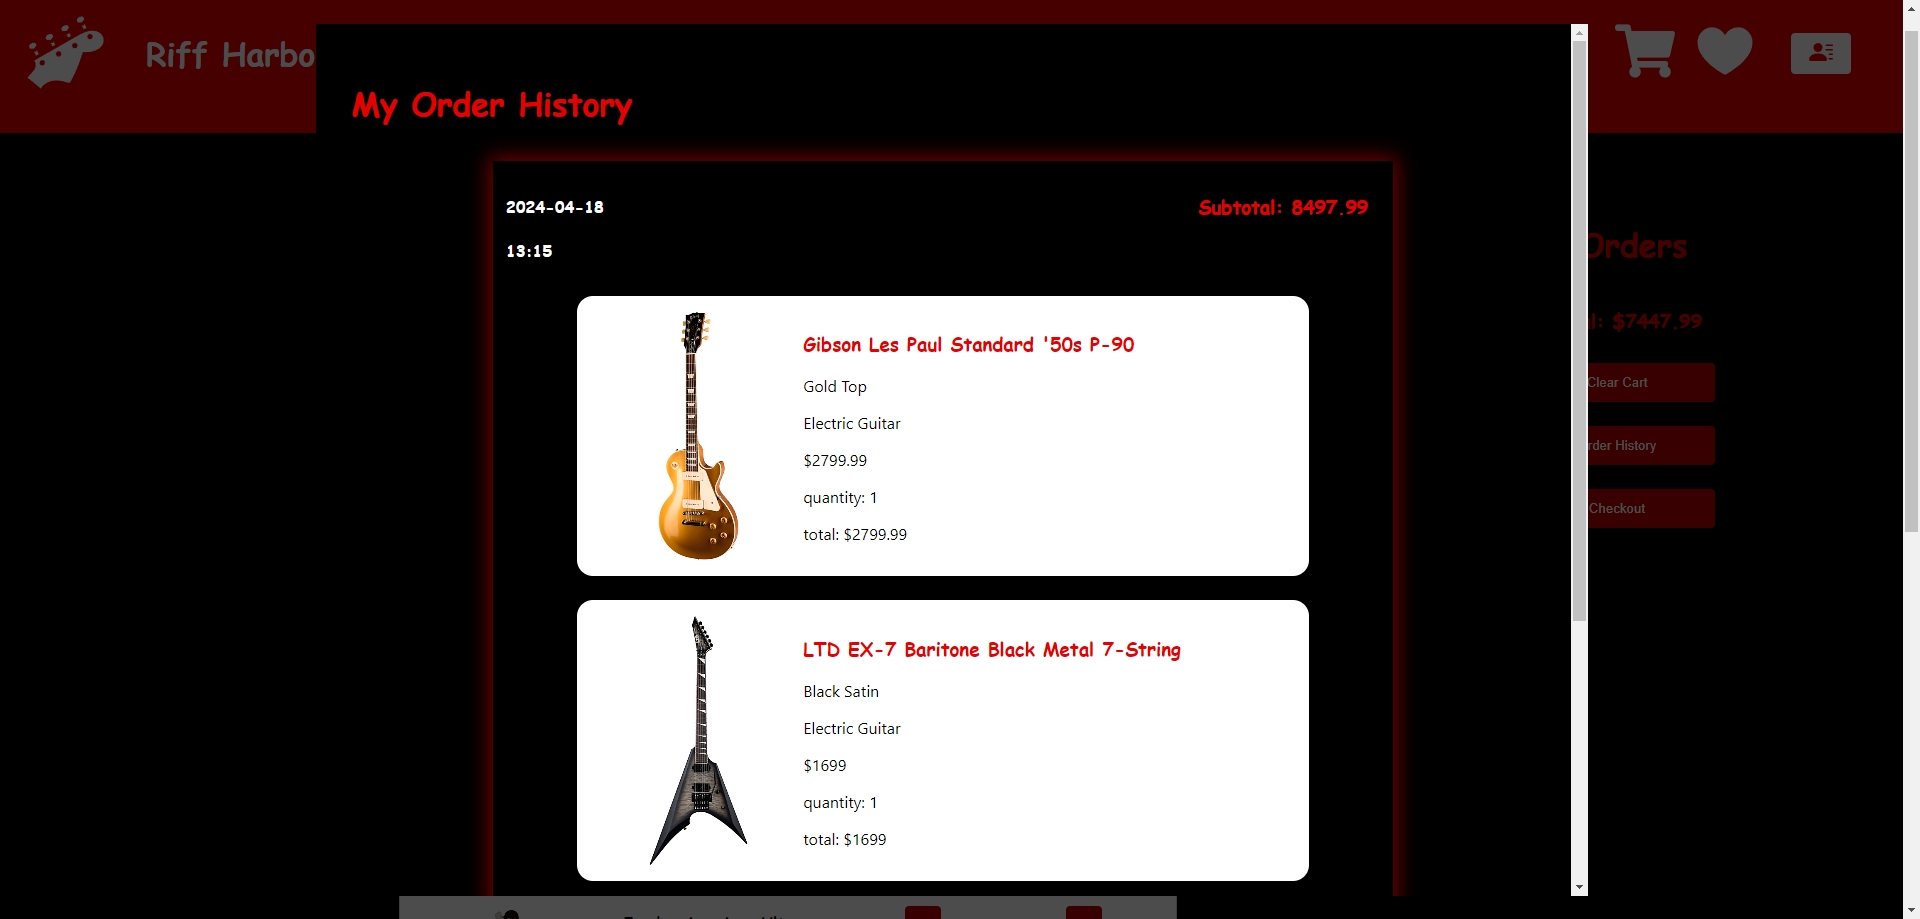 Riff Harbo
My Order History
2024-04-18
Subtotal: 8497.99
13:15
Gibson Les Paul Standard '50s P-90
Gold Top
Electric Guitar
$2799.99
quantity: 1
total: $2799.99
LTD EX-7 Baritone Black Metal 7-String
Black Satin
Electric Guitar
$1699
quantity: 1
total: $1699
Orders
l: $7447.99
Clear Cart
rder History
Checkout